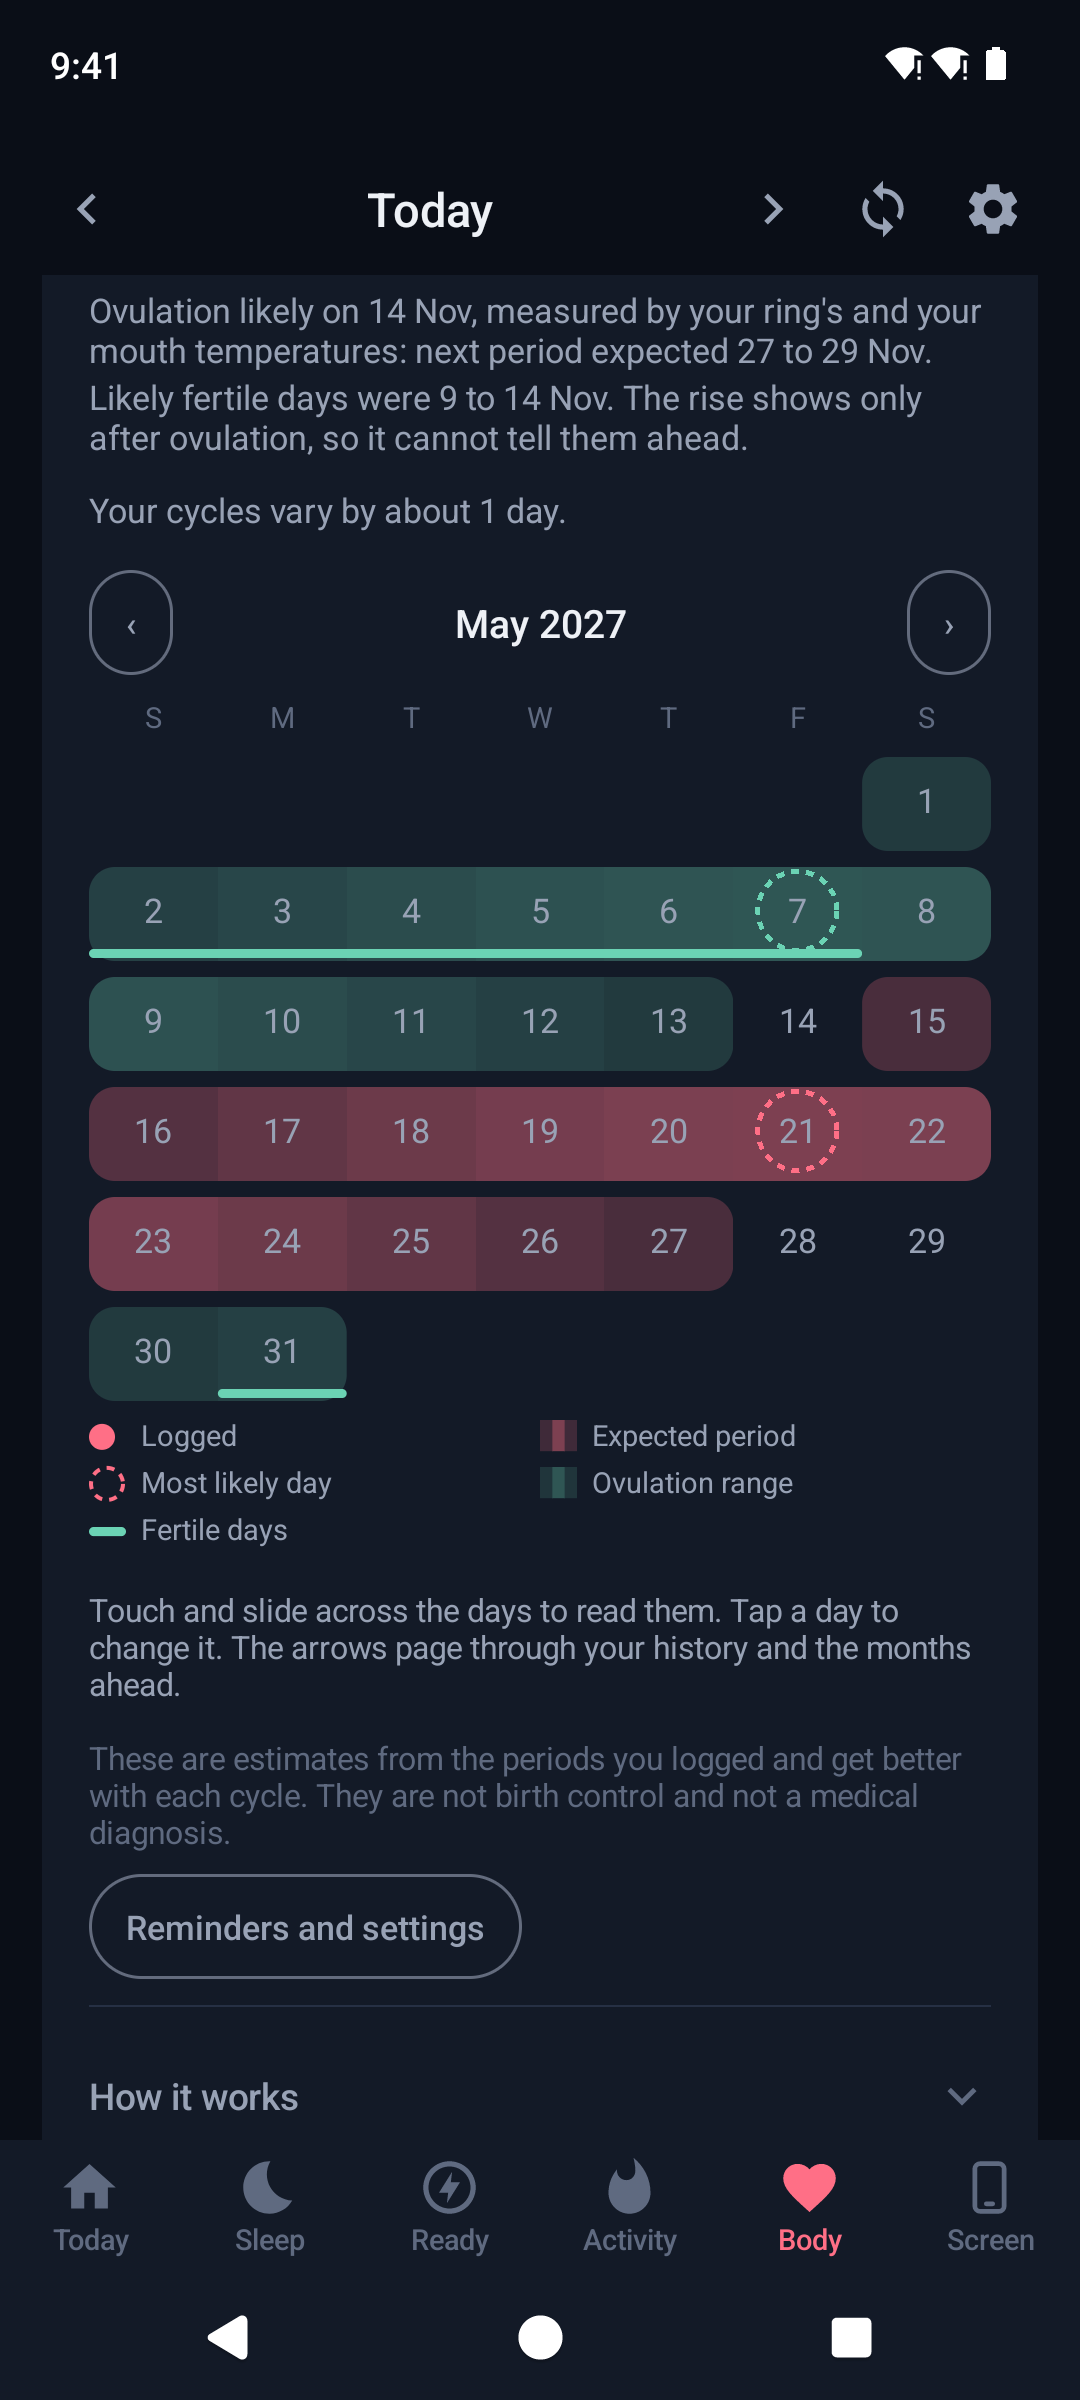 9:41
Today
Ovulation likely on 14 Nov, measured by your ring's and your
mouth temperatures: next period expected 27 to 29 Nov.
Likely fertile days were 9 to 14 Nov. The rise shows only
after ovulation, so it cannot tell them ahead.
Your cycles vary by about 1 day.
‹ May 2027 ›
S M T W T F S
1
2 3 4 5 6 7 8
9 10 11 12 13 14 15
16 17 18 19 20 21 22
23 24 25 26 27 28 29
30 31
Logged Expected period
Most likely day Ovulation range
Fertile days
Touch and slide across the days to read them. Tap a day to
change it. The arrows page through your history and the months
ahead.
These are estimates from the periods you logged and get better
with each cycle. They are not birth control and not a medical
diagnosis.
Reminders and settings
How it works
Today Sleep Ready Activity Body Screen